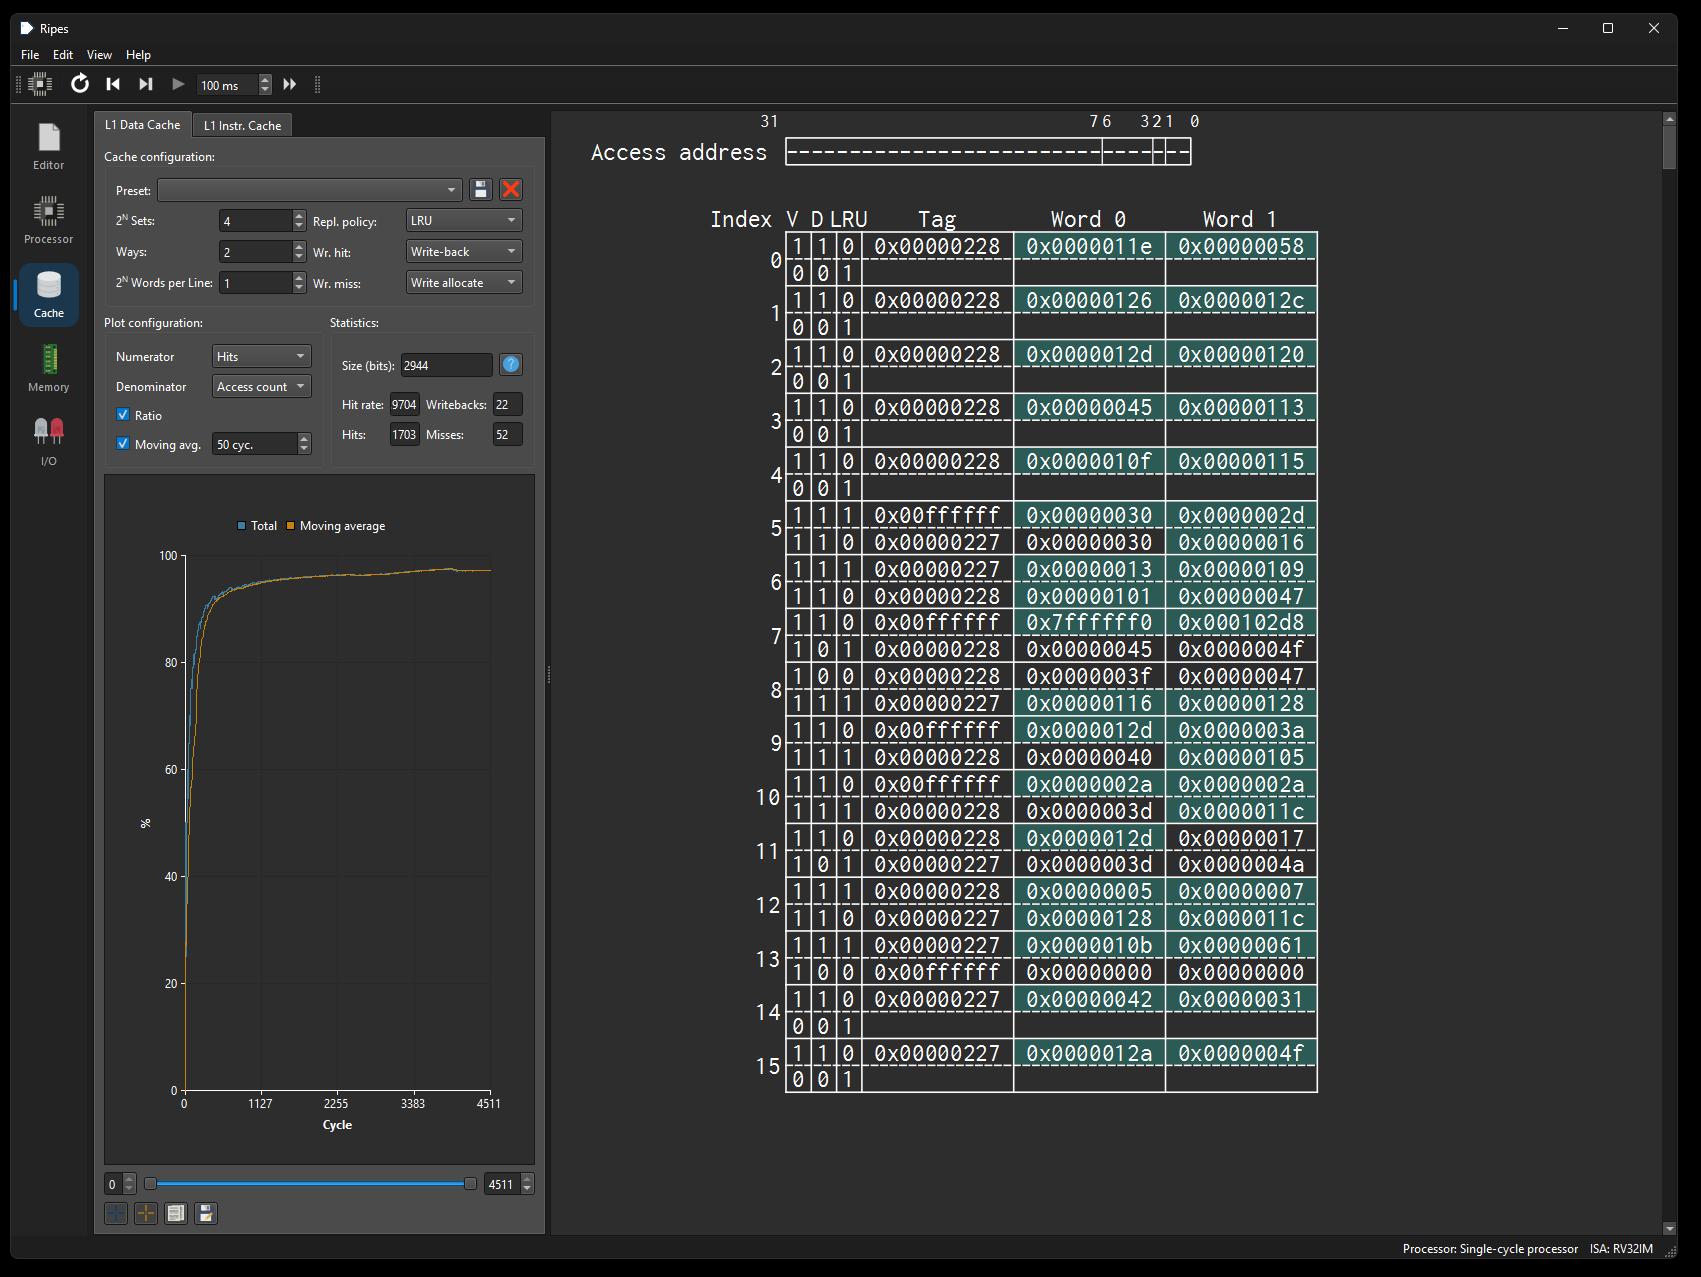 Ripes
File Edit View Help
100 ms
Editor
Processor
Cache
Memory
I/O
L1 Data Cache L1 Instr. Cache
Cache configuration:
Preset:
2ᴺ Sets: 4 Repl. policy: LRU
Ways: 2 Wr. hit: Write-back
2ᴺ Words per Line: 1 Wr. miss: Write allocate
Plot configuration:
Numerator Hits
Denominator Access count
Ratio
Moving avg. 50 cyc.
Statistics:
Size (bits): 2944 ?
Hit rate: 9704 Writebacks: 22
Hits: 1703 Misses: 52
Total Moving average
100
80
60
40
20
0
%
0 1127 2255 3383 4511
Cycle
0 4511
31 7 6 3 2 1 0
Access address --------------------------------
Index V D LRU Tag Word 0 Word 1
0
1 1 0 0x00000228 0x0000011e 0x00000058
0 0 1
1
1 1 0 0x00000228 0x00000126 0x0000012c
0 0 1
2
1 1 0 0x00000228 0x0000012d 0x00000120
0 0 1
3
1 1 0 0x00000228 0x00000045 0x00000113
0 0 1
4
1 1 0 0x00000228 0x0000010f 0x00000115
0 0 1
5
1 1 1 0x00ffffff 0x00000030 0x0000002d
1 1 0 0x00000227 0x00000030 0x00000016
6
1 1 1 0x00000227 0x00000013 0x00000109
1 1 0 0x00000228 0x00000101 0x00000047
7
1 1 0 0x00ffffff 0x7ffffff0 0x000102d8
1 0 1 0x00000228 0x00000045 0x0000004f
8
1 0 0 0x00000228 0x0000003f 0x00000047
1 1 1 0x00000227 0x00000116 0x00000128
9
1 1 0 0x00ffffff 0x0000012d 0x0000003a
1 1 1 0x00000228 0x00000040 0x00000105
10
1 1 0 0x00ffffff 0x0000002a 0x0000002a
1 1 1 0x00000228 0x0000003d 0x0000011c
11
1 1 0 0x00000228 0x0000012d 0x00000017
1 0 1 0x00000227 0x0000003d 0x0000004a
12
1 1 1 0x00000228 0x00000005 0x00000007
1 1 0 0x00000227 0x00000128 0x0000011c
13
1 1 1 0x00000227 0x0000010b 0x00000061
1 0 0 0x00ffffff 0x00000000 0x00000000
14
1 1 0 0x00000227 0x00000042 0x00000031
0 0 1
15
1 1 0 0x00000227 0x0000012a 0x0000004f
0 0 1
Processor: Single-cycle processor ISA: RV32IM